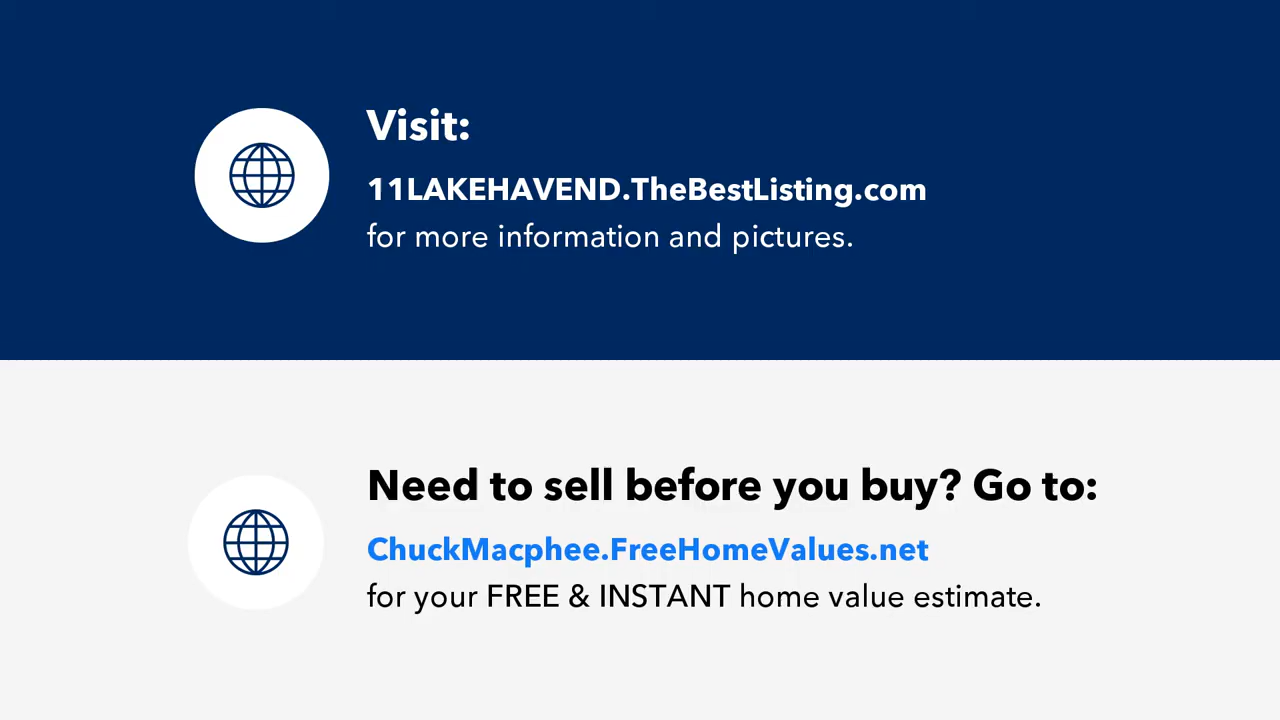 Visit:
11LAKEHAVEND.TheBestListing.com
for more information and pictures.
Need to sell before you buy? Go to:
ChuckMacphee.FreeHomeValues.net
for your FREE & INSTANT home value estimate.